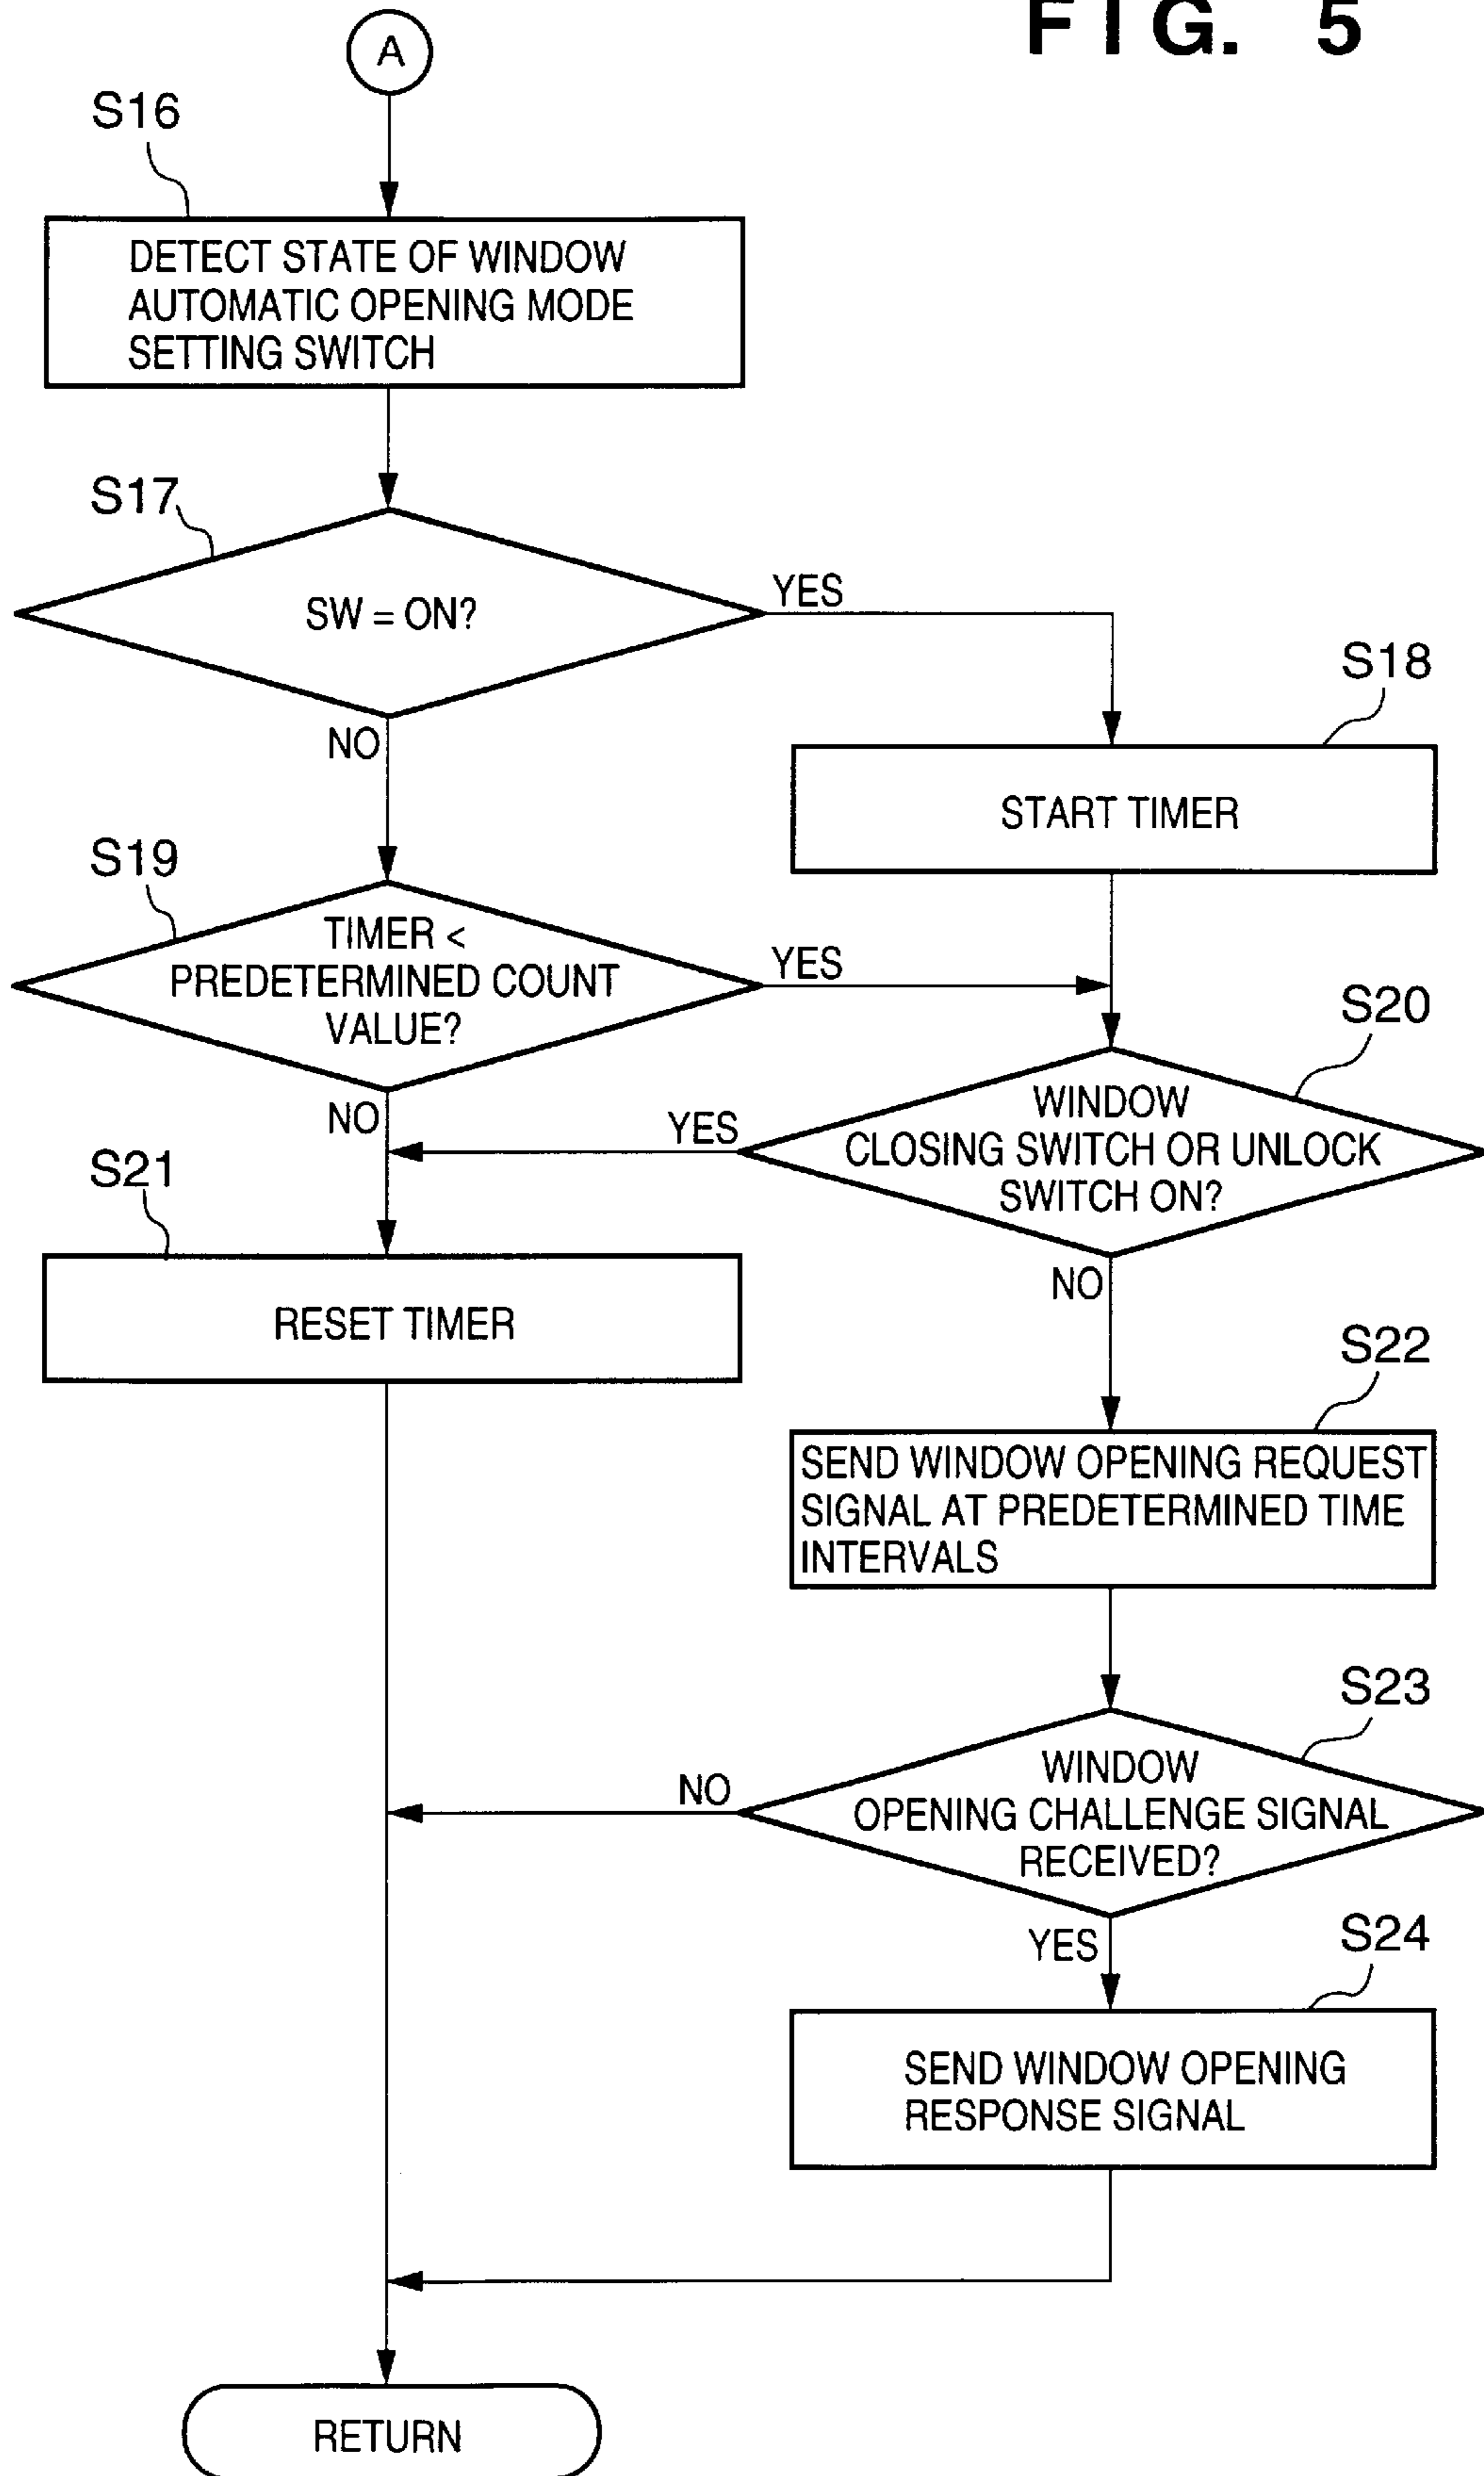 FIG. 5
A
S16
DETECT STATE OF WINDOW
AUTOMATIC OPENING MODE
SETTING SWITCH
S17
SW = ON?
YES
NO
S18
START TIMER
S19
TIMER <
PREDETERMINED COUNT
VALUE?
YES
NO
S20
WINDOW
CLOSING SWITCH OR UNLOCK
SWITCH ON?
YES
NO
S21
RESET TIMER
S22
SEND WINDOW OPENING REQUEST
SIGNAL AT PREDETERMINED TIME
INTERVALS
S23
WINDOW
OPENING CHALLENGE SIGNAL
RECEIVED?
NO
YES
S24
SEND WINDOW OPENING
RESPONSE SIGNAL
RETURN